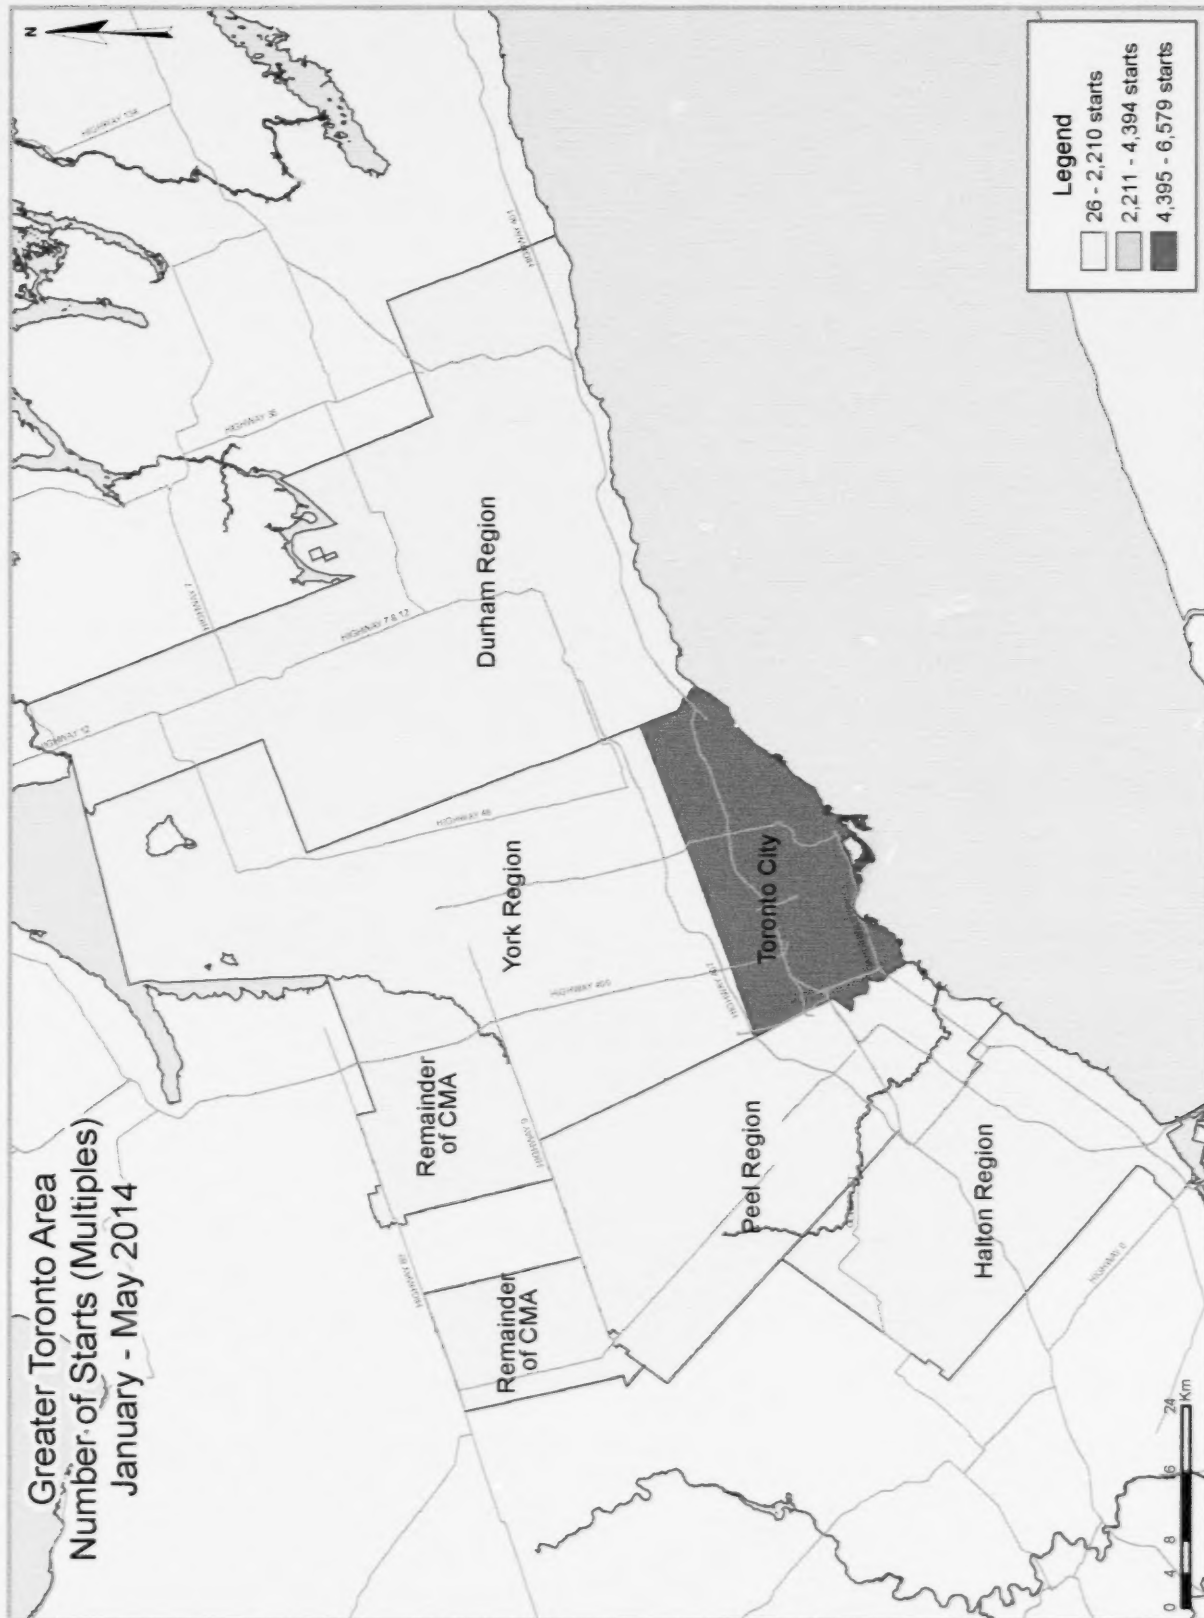 Greater Toronto Area
Number of Starts (Multiples)
January - May 2014
N
HIGHWAY 12
HIGHWAY 7
HIGHWAY 35
HIGHWAY 7 & 12
HIGHWAY 48
HIGHWAY 401
HIGHWAY 400
HIGHWAY 9
HIGHWAY 407
Durham Region
York Region
Toronto City
Remainder
of CMA
Remainder
of CMA
Peel Region
Halton Region
Legend
26 - 2,210 starts
2,211 - 4,394 starts
4,395 - 6,579 starts
0 4 8 16 24
Km